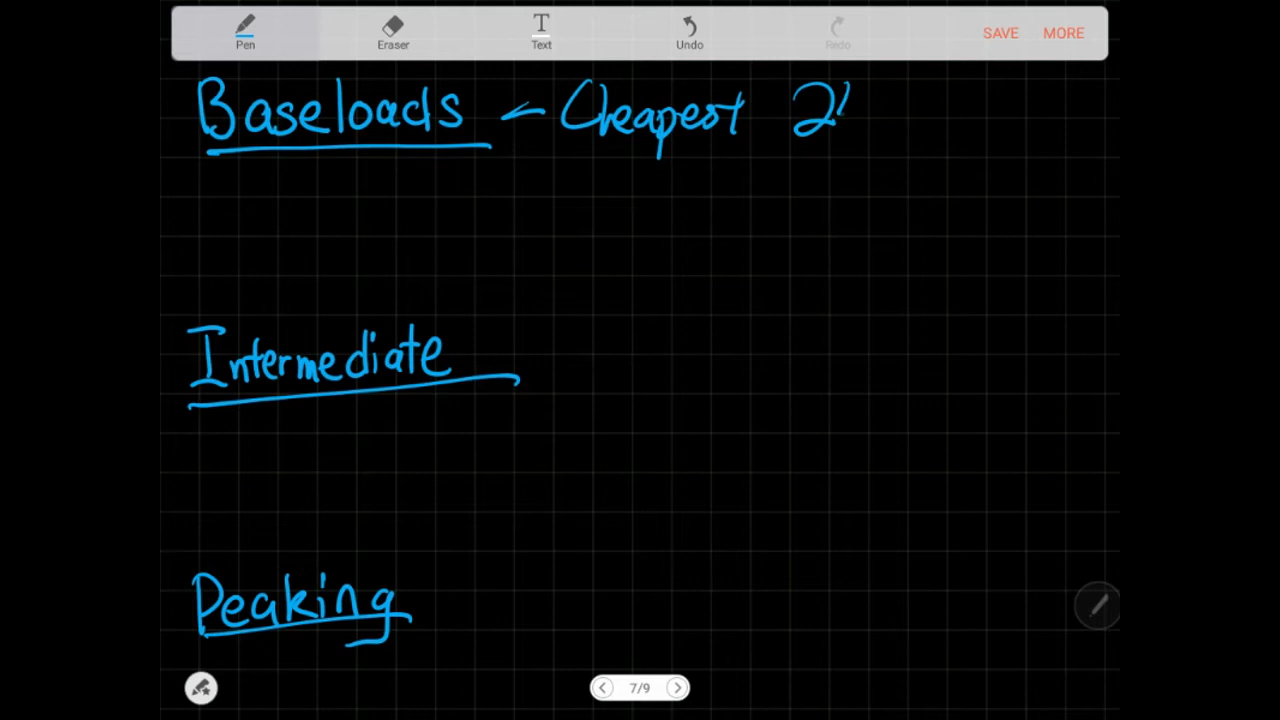 Pen Eraser T Text Undo Redo SAVE MORE
Baseloads - Cheapest
Intermediate
Peaking
7/9